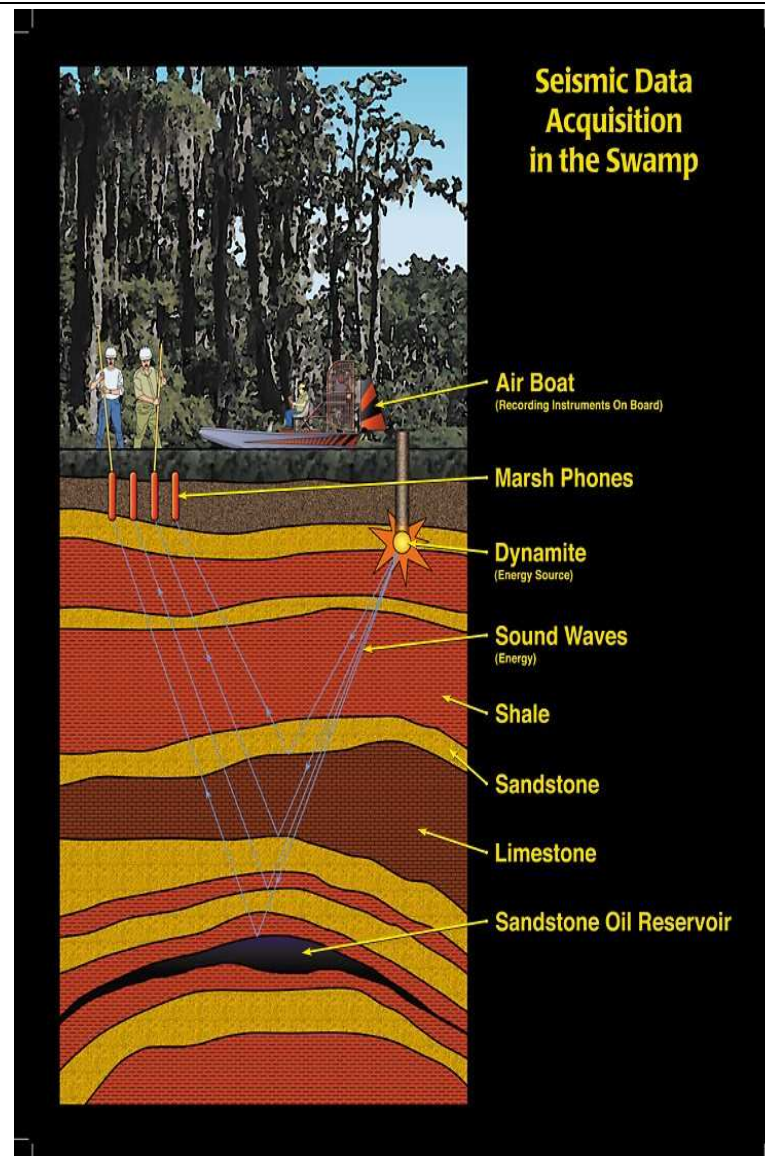 Seismic Data
Acquisition
in the Swamp
Air Boat
(Recording Instruments On Board)
Marsh Phones
Dynamite
(Energy Source)
Sound Waves
(Energy)
Shale
Sandstone
Limestone
Sandstone Oil Reservoir